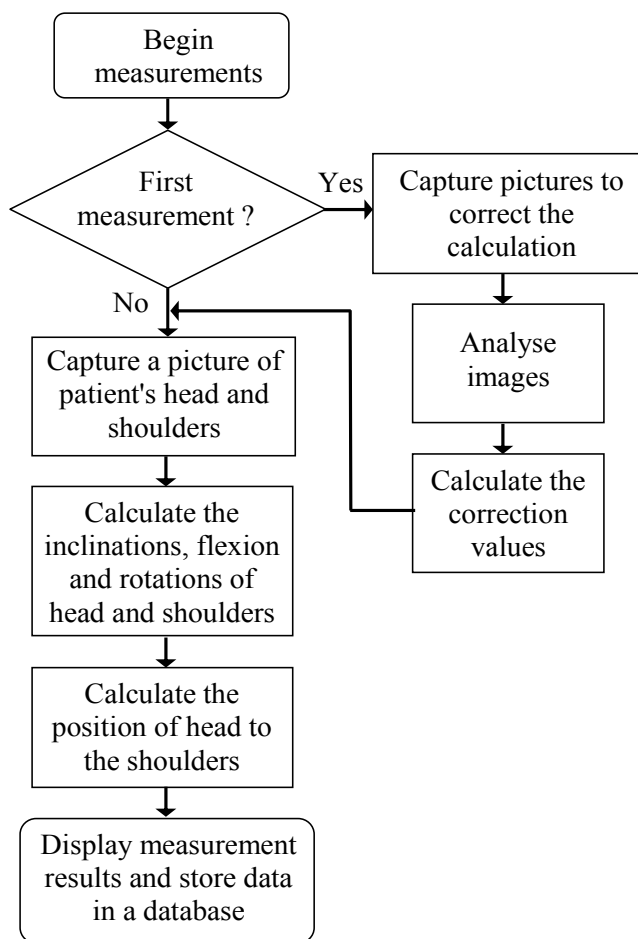 Begin
measurements
First
measurement ?
Yes
Capture pictures to
correct the
calculation
No
Analyse
images
Capture a picture of
patient's head and
shoulders
Calculate the
correction
values
Calculate the
inclinations, flexion
and rotations of
head and shoulders
Calculate the
position of head to
the shoulders
Display measurement
results and store data
in a database